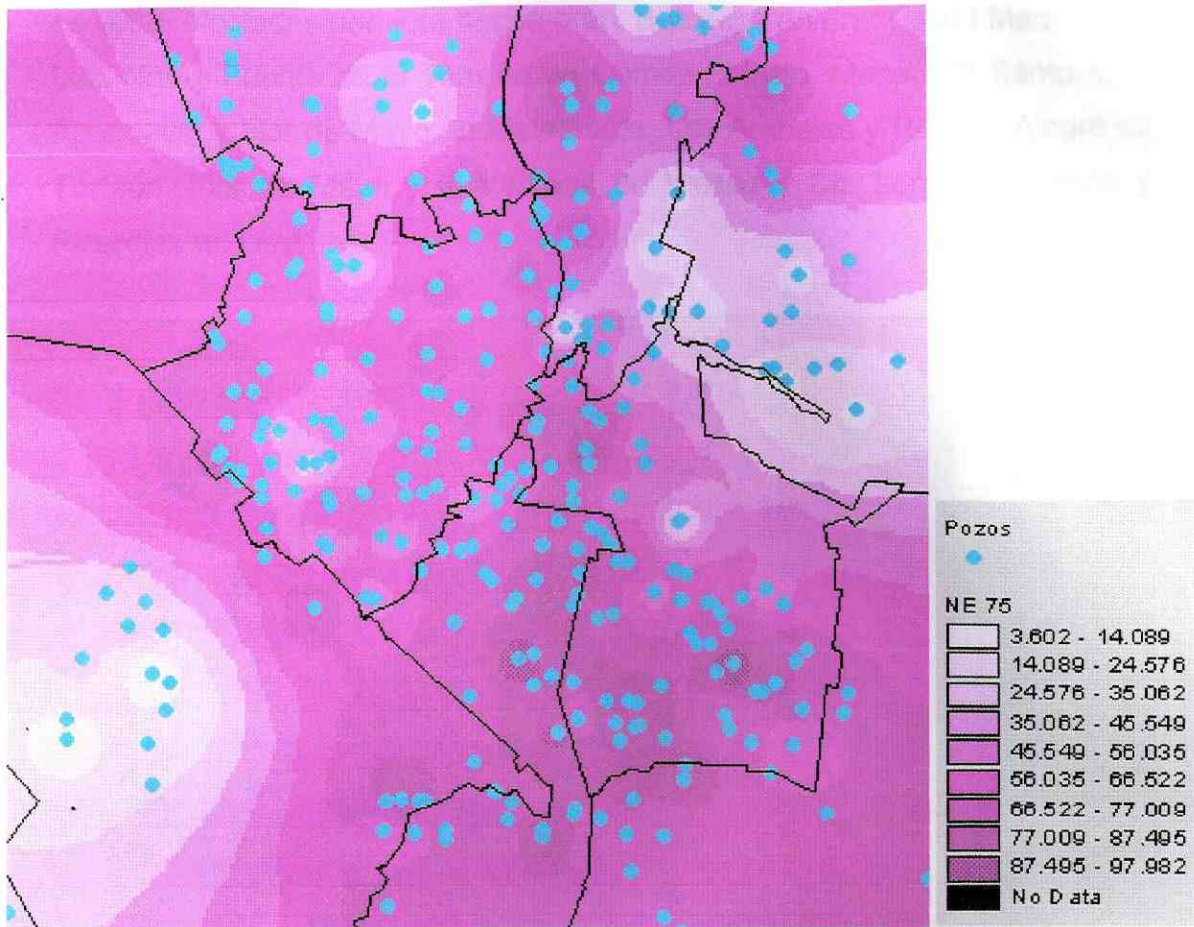 Pozos
NE 75
3.602 - 14.089
14.089 - 24.576
24.576 - 35.062
35.062 - 45.549
45.549 - 56.035
56.035 - 66.522
66.522 - 77.009
77.009 - 87.495
87.495 - 97.982
No Data